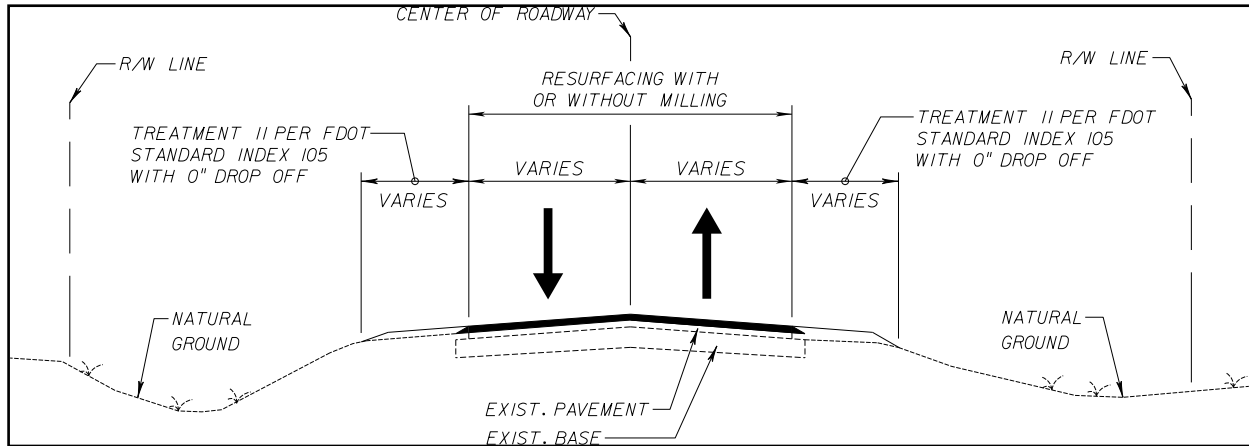 CENTER OF ROADWAY
R/W LINE
R/W LINE
RESURFACING WITH
OR WITHOUT MILLING
TREATMENT II PER FDOT
STANDARD INDEX 105
WITH 0" DROP OFF
TREATMENT II PER FDOT
STANDARD INDEX 105
WITH 0" DROP OFF
VARIES
VARIES
VARIES
VARIES
NATURAL
GROUND
NATURAL
GROUND
EXIST. PAVEMENT
EXIST. BASE